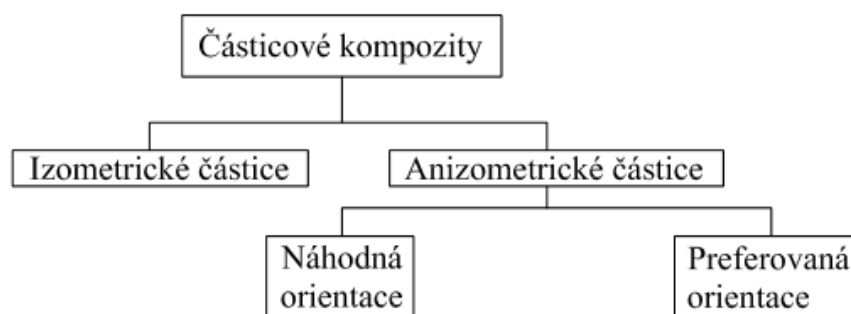 Částicové kompozity
Izometrické částice
Anizometrické částice
Náhodná
orientace
Preferovaná
orientace